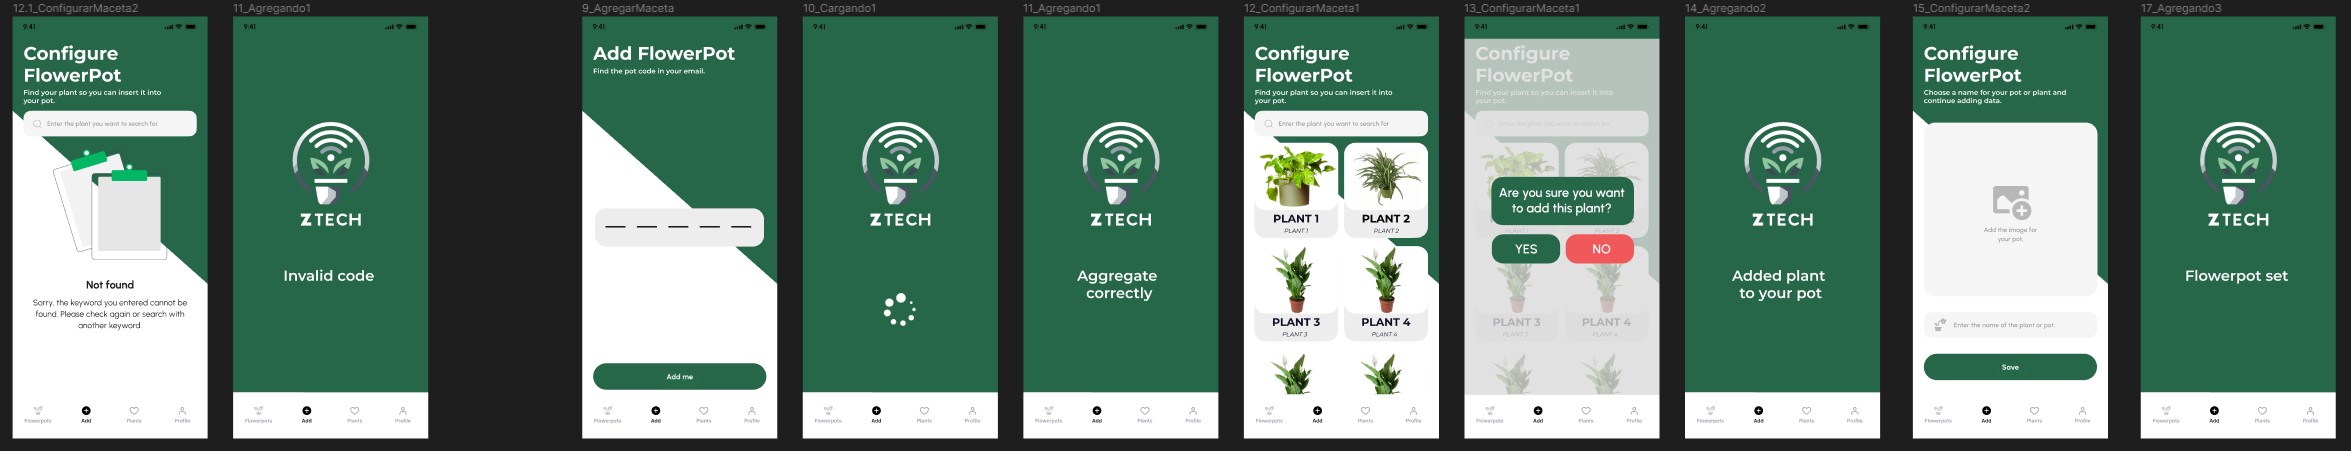 12.1_ConfigurarMaceta2
9:41
Configure
FlowerPot
Find your plant so you can insert it into
your pot.
Enter the plant you want to search for
Not found
Sorry, the keyword you entered cannot be
found. Please check again or search with
another keyword.
Flowerpots Add Plants Profile
11_Agregando1
9:41
ZTECH
Invalid code
Flowerpots Add Plants Profile
9_AgregarMaceta
9:41
Add FlowerPot
Find the pot code in your email.
Add me
Flowerpots Add Plants Profile
10_Cargando1
9:41
ZTECH
Flowerpots Add Plants Profile
11_Agregando1
9:41
ZTECH
Aggregate
correctly
Flowerpots Add Plants Profile
12_ConfigurarMaceta1
9:41
Configure
FlowerPot
Find your plant so you can insert it into
your pot.
Enter the plant you want to search for
PLANT 1 PLANT 2
PLANT 1 PLANT 2
PLANT 3 PLANT 4
PLANT 3 PLANT 4
Flowerpots Add Plants Profile
13_ConfigurarMaceta1
9:41
Configure
FlowerPot
Find your plant so you can insert it into
your pot.
Enter the plant you want to search for
Are you sure you want
to add this plant?
PLANT 1 PLANT 2
YES NO
PLANT 3 PLANT 4
PLANT 3 PLANT 4
Flowerpots Add Plants Profile
14_Agregando2
9:41
ZTECH
Added plant
to your pot
Flowerpots Add Plants Profile
15_ConfigurarMaceta2
9:41
Configure
FlowerPot
Choose a name for your pot or plant and
continue adding data.
Add the image for
your pot
Enter the name of the plant or pot.
Save
Flowerpots Add Plants Profile
17_Agregando3
9:41
ZTECH
Flowerpot set
Flowerpots Add Plants Profile